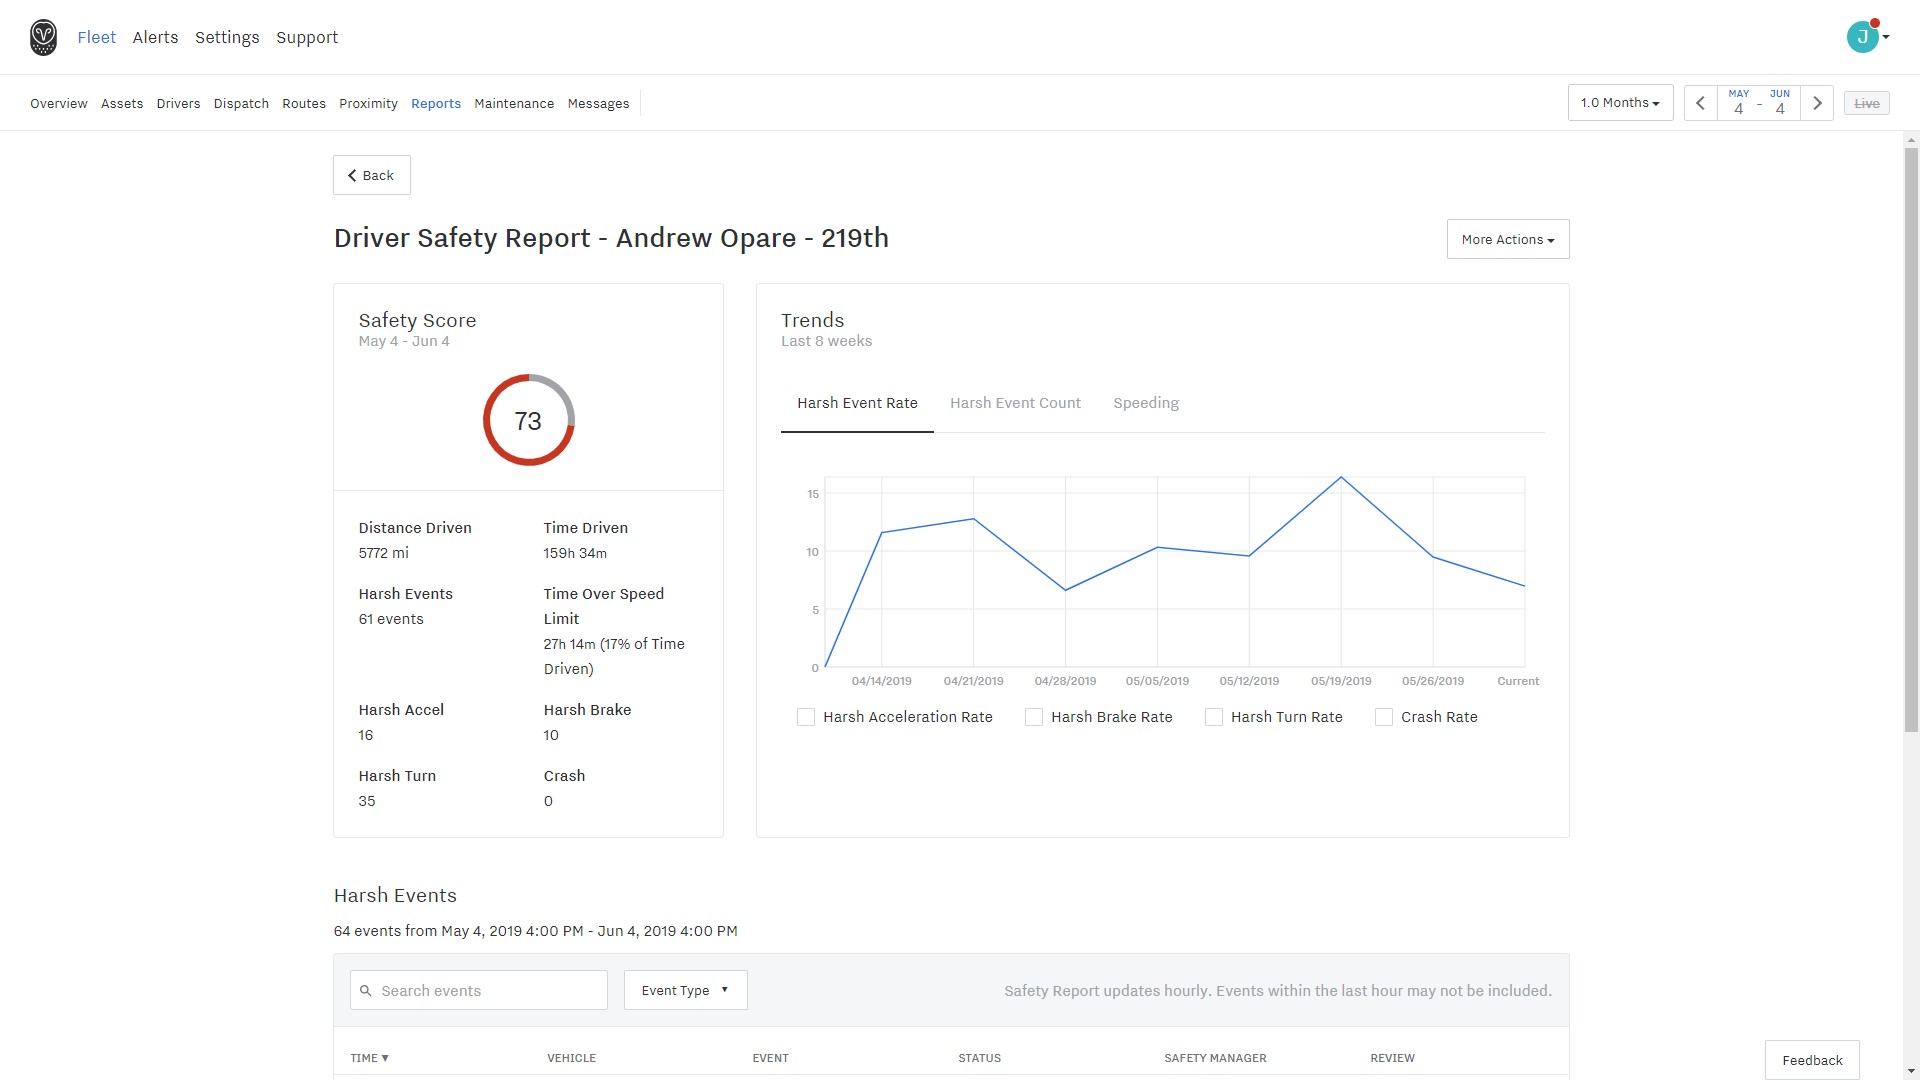 Fleet Alerts Settings Support
J
Overview Assets Drivers Dispatch Routes Proximity Reports Maintenance Messages
1.0 Months
MAY 4 - JUN 4
Live
Back
Driver Safety Report - Andrew Opare - 219th
More Actions
Safety Score
May 4 - Jun 4
73
Distance Driven
5772 mi
Time Driven
159h 34m
Harsh Events
61 events
Time Over Speed
Limit
27h 14m (17% of Time
Driven)
Harsh Accel
16
Harsh Brake
10
Harsh Turn
35
Crash
0
Trends
Last 8 weeks
Harsh Event Rate Harsh Event Count Speeding
15
10
5
0
04/14/2019 04/21/2019 04/28/2019 05/05/2019 05/12/2019 05/19/2019 05/26/2019 Current
Harsh Acceleration Rate Harsh Brake Rate Harsh Turn Rate Crash Rate
Harsh Events
64 events from May 4, 2019 4:00 PM - Jun 4, 2019 4:00 PM
Search events
Event Type
Safety Report updates hourly. Events within the last hour may not be included.
TIME VEHICLE EVENT STATUS SAFETY MANAGER REVIEW
Feedback